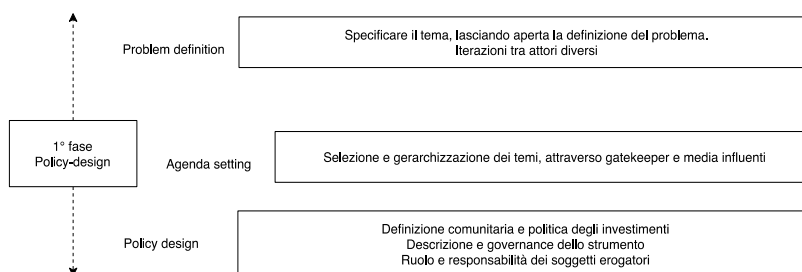 Problem definition
Specificare il tema, lasciando aperta la definizione del problema.
Iterazioni tra attori diversi
1° fase
Policy-design
Agenda setting
Selezione e gerarchizzazione dei temi, attraverso gatekeeper e media influenti
Policy design
Definizione comunitaria e politica degli investimenti
Descrizione e governance dello strumento
Ruolo e responsabilità dei soggetti erogatori